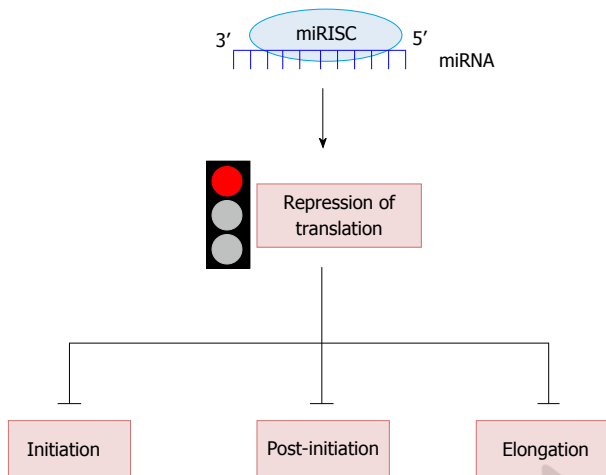 miRISC
3′
5′
miRNA
Repression of
translation
Initiation
Post-initiation
Elongation